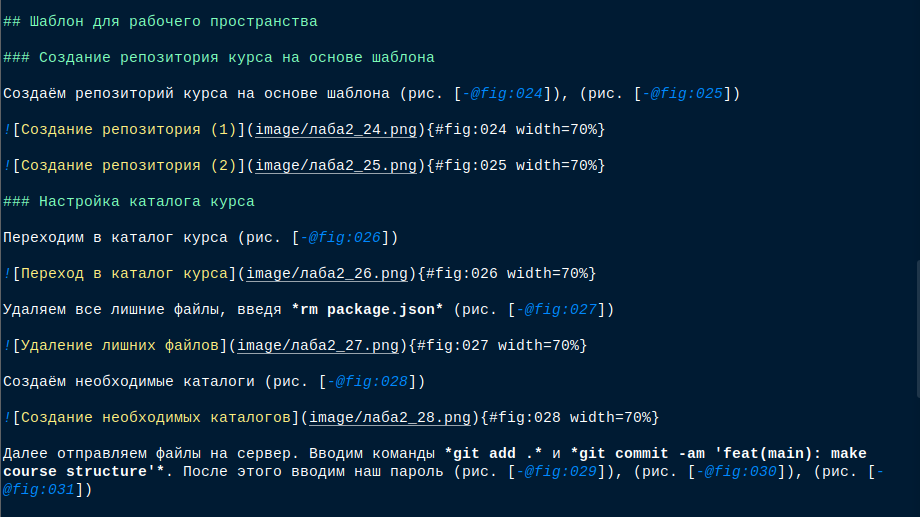 ## Шаблон для рабочего пространства
### Создание репозитория курса на основе шаблона
Создаём репозиторий курса на основе шаблона (рис. [-@fig:024]), (рис. [-@fig:025])
![Создание репозитория (1)](image/лаба2_24.png){#fig:024 width=70%}
![Создание репозитория (2)](image/лаба2_25.png){#fig:025 width=70%}
### Настройка каталога курса
Переходим в каталог курса (рис. [-@fig:026])
![Переход в каталог курса](image/лаба2_26.png){#fig:026 width=70%}
Удаляем все лишние файлы, введя *rm package.json* (рис. [-@fig:027])
![Удаление лишних файлов](image/лаба2_27.png){#fig:027 width=70%}
Создаём необходимые каталоги (рис. [-@fig:028])
![Создание необходимых каталогов](image/лаба2_28.png){#fig:028 width=70%}
Далее отправляем файлы на сервер. Вводим команды *git add .* и *git commit -am 'feat(main): make
course structure'*. После этого вводим наш пароль (рис. [-@fig:029]), (рис. [-@fig:030]), (рис. [-
@fig:031])